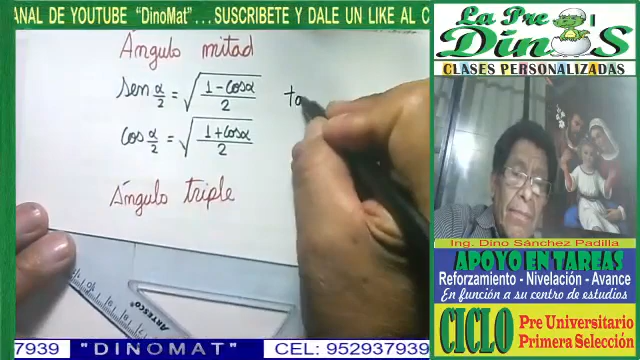 ANAL DE YOUTUBE “DinoMat”...SUSCRIBETE Y DALE UN LIKE AL C
La Pre
DinoS
CLASES PERSONALIZADAS
Ángulo mitad
sen α/2 = √((1-cosα)/2)
ta
cos α/2 = √((1+cosα)/2)
ángulo triple
ARTESCO
Ing. Dino Sánchez Padilla
APOYO EN TAREAS
Reforzamiento - Nivelación - Avance
En función a su centro de estudios
CICLO Pre Universitario
Primera Selección
7939 "DINOMAT" CEL: 952937939